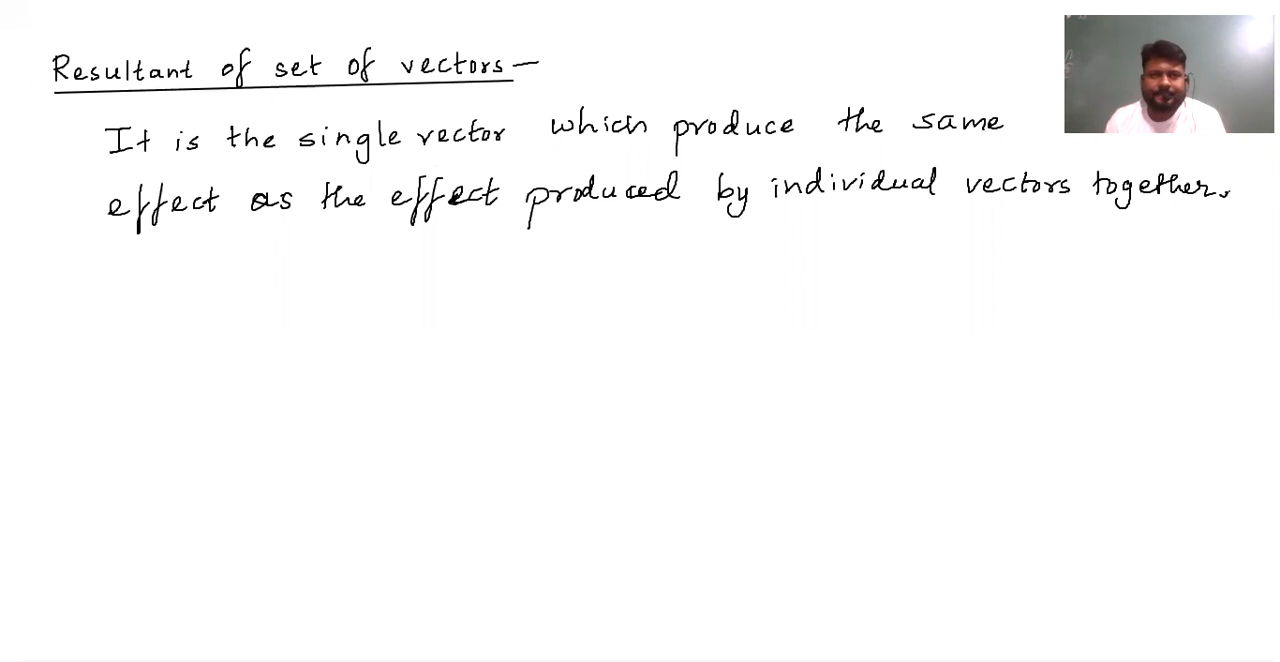 Resultant of set of vectors—
It is the single vector which produce the same
effect as the effect produced by individual vectors together.